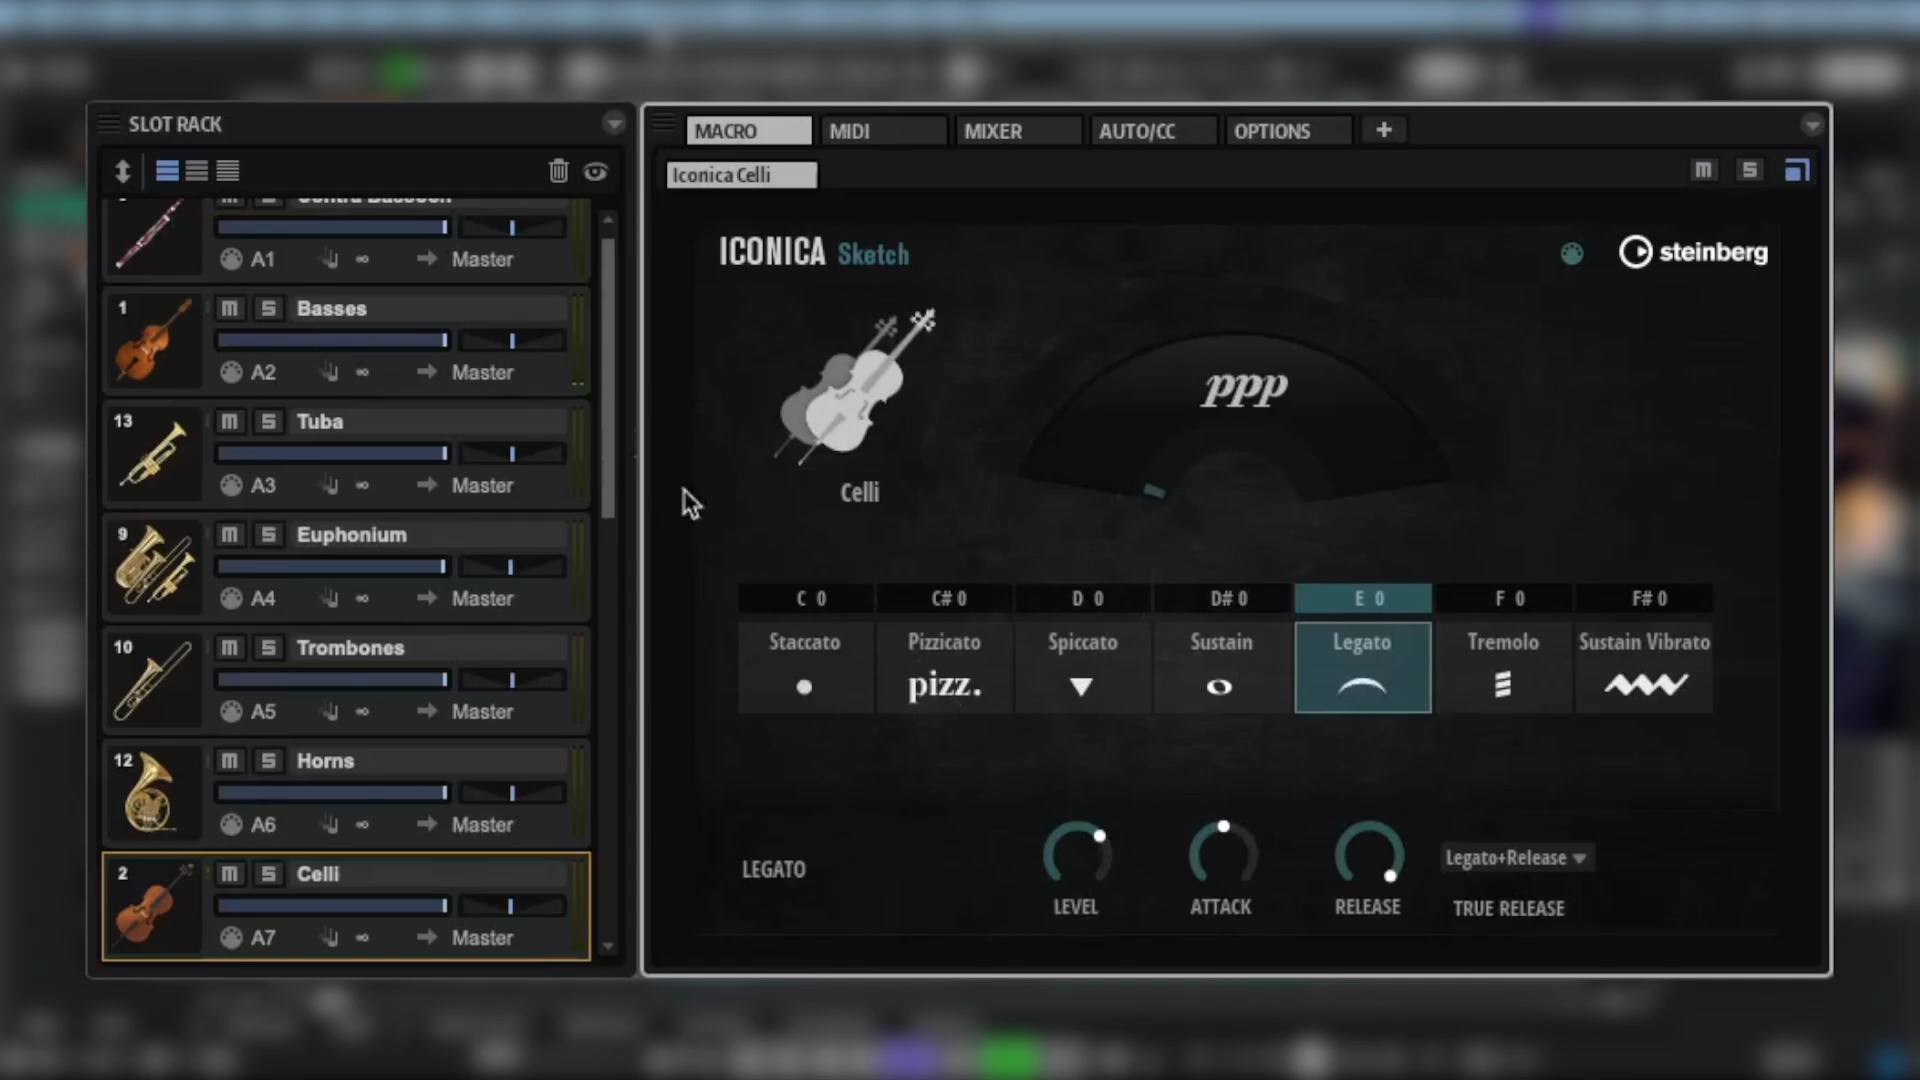 SLOT RACK
M S Contra Bassoon
A1 ∞ Master
1 M S Basses
A2 ∞ Master
13 M S Tuba
A3 ∞ Master
9 M S Euphonium
A4 ∞ Master
10 M S Trombones
A5 ∞ Master
12 M S Horns
A6 ∞ Master
2 M S Celli
A7 ∞ Master
MACRO MIDI MIXER AUTO/CC OPTIONS +
Iconica Celli M S
ICONICA Sketch steinberg
ppp
Celli
C 0 C# 0 D 0 D# 0 E 0 F 0 F# 0
Staccato Pizzicato Spiccato Sustain Legato Tremolo Sustain Vibrato
pizz.
LEGATO
Legato+Release
LEVEL ATTACK RELEASE TRUE RELEASE